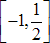 [-1, 1/2]